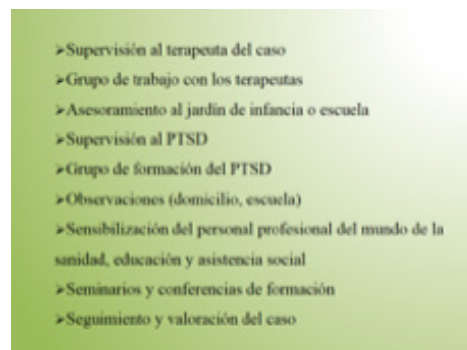 ➢Supervisión al terapeuta del caso
➢Grupo de trabajo con los terapeutas
➢Asesoramiento al jardín de infancia o escuela
➢Supervisión al PTSD
➢Grupo de formación del PTSD
➢Observaciones (domicilio, escuela)
➢Sensibilización del personal profesional del mundo de la
sanidad, educación y asistencia social
➢Seminarios y conferencias de formación
➢Seguimiento y valoración del caso